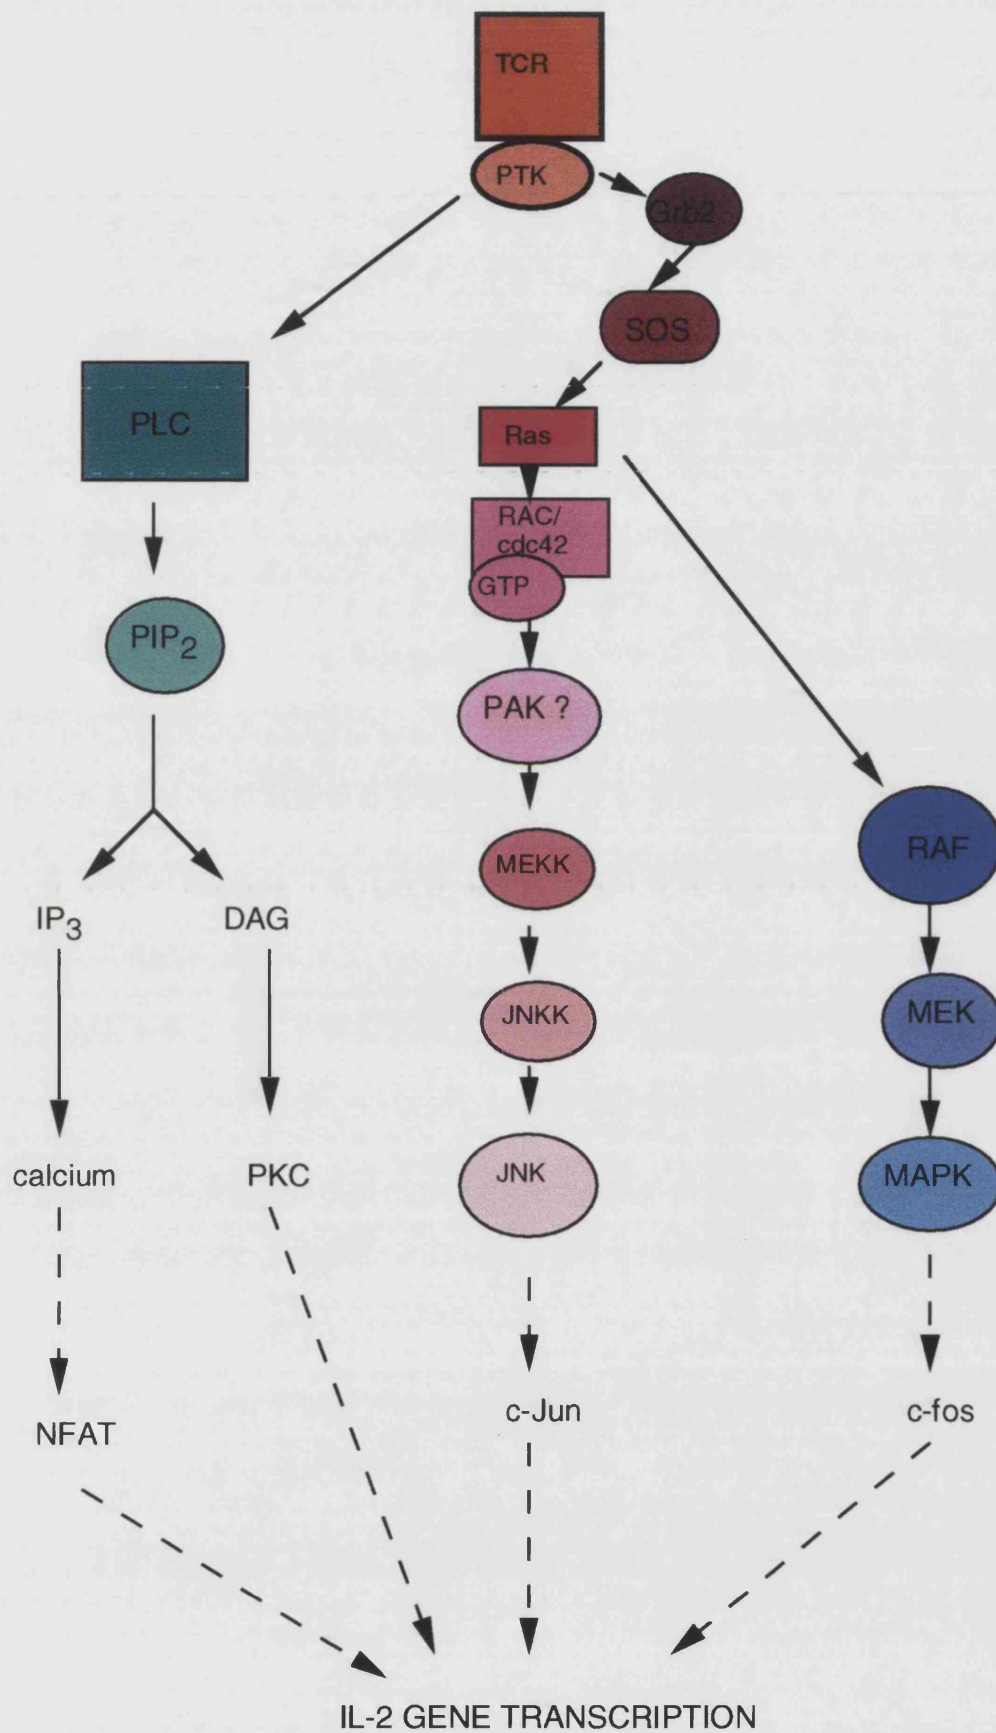 TCR
PTK
Grb2
SOS
PLC
Ras
RAC/
cdc42
GTP
PIP₂
PAK ?
MEKK
RAF
IP₃
DAG
JNKK
MEK
calcium
PKC
JNK
MAPK
NFAT
c-Jun
c-fos
IL-2 GENE TRANSCRIPTION